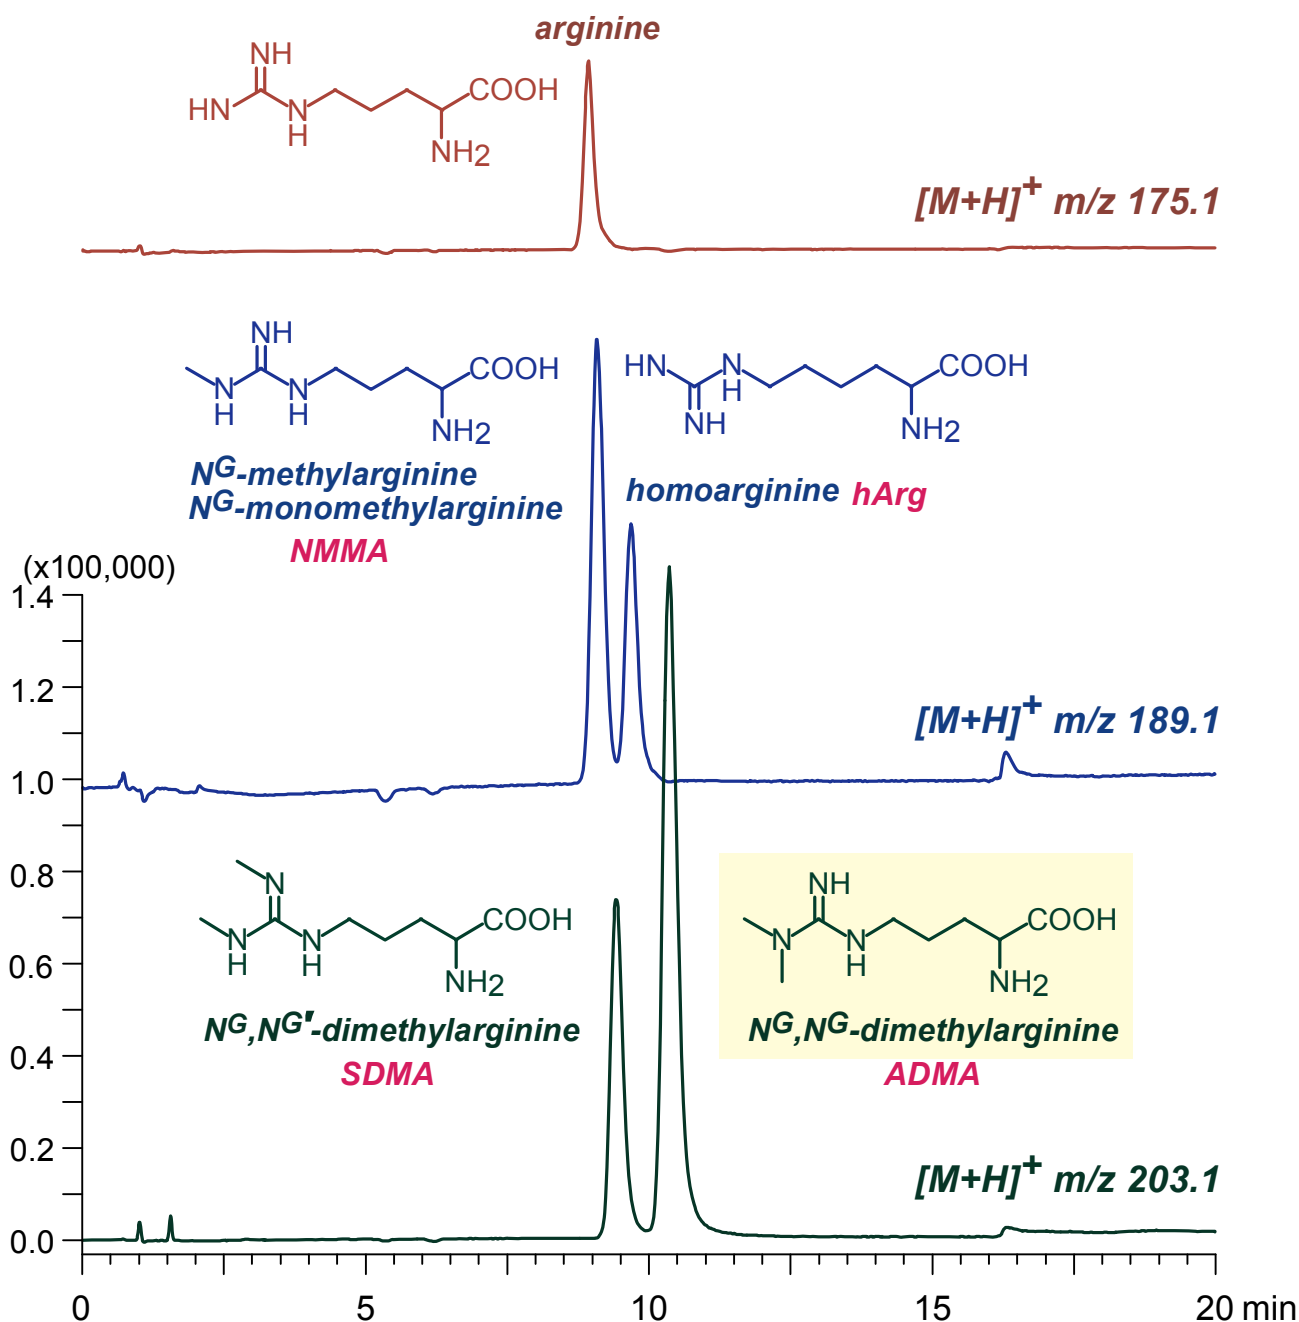 arginine
NH
HN
N
H
COOH
NH2
[M+H]+ m/z 175.1
NH
N
H
N
H
COOH
NH2
HN
N
H
NH
COOH
NH2
NG-methylarginine
NG-monomethylarginine
NMMA
homoarginine hArg
(x100,000)
1.4
1.2
1.0
0.8
0.6
0.4
0.2
0.0
[M+H]+ m/z 189.1
N
N
H
N
H
COOH
NH2
NG,NG'-dimethylarginine
SDMA
NH
N
N
H
COOH
NH2
NG,NG-dimethylarginine
ADMA
[M+H]+ m/z 203.1
0 5 10 15 20 min